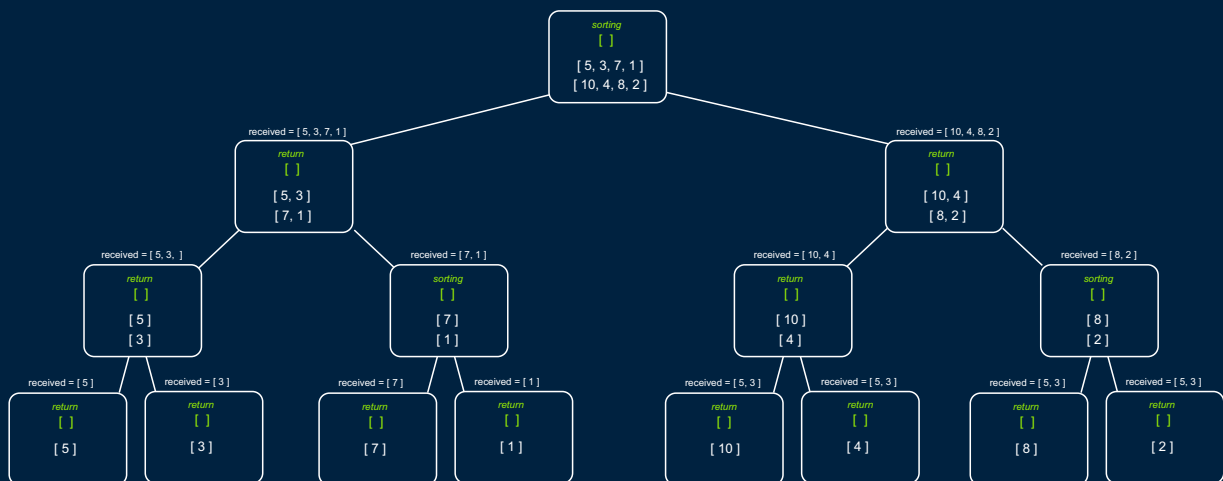 sorting
[ ]
[ 5, 3, 7, 1 ]
[ 10, 4, 8, 2 ]
received = [ 5, 3, 7, 1 ]
return
[ ]
[ 5, 3 ]
[ 7, 1 ]
received = [ 10, 4, 8, 2 ]
return
[ ]
[ 10, 4 ]
[ 8, 2 ]
received = [ 5, 3,  ]
return
[ ]
[ 5 ]
[ 3 ]
received = [ 7, 1 ]
sorting
[ ]
[ 7 ]
[ 1 ]
received = [ 10, 4 ]
return
[ ]
[ 10 ]
[ 4 ]
received = [ 8, 2 ]
sorting
[ ]
[ 8 ]
[ 2 ]
received = [ 5 ]
return
[ ]
[ 5 ]
received = [ 3 ]
return
[ ]
[ 3 ]
received = [ 7 ]
return
[ ]
[ 7 ]
received = [ 1 ]
return
[ ]
[ 1 ]
received = [ 5, 3 ]
return
[ ]
[ 10 ]
received = [ 5, 3 ]
return
[ ]
[ 4 ]
received = [ 5, 3 ]
return
[ ]
[ 8 ]
received = [ 5, 3 ]
return
[ ]
[ 2 ]